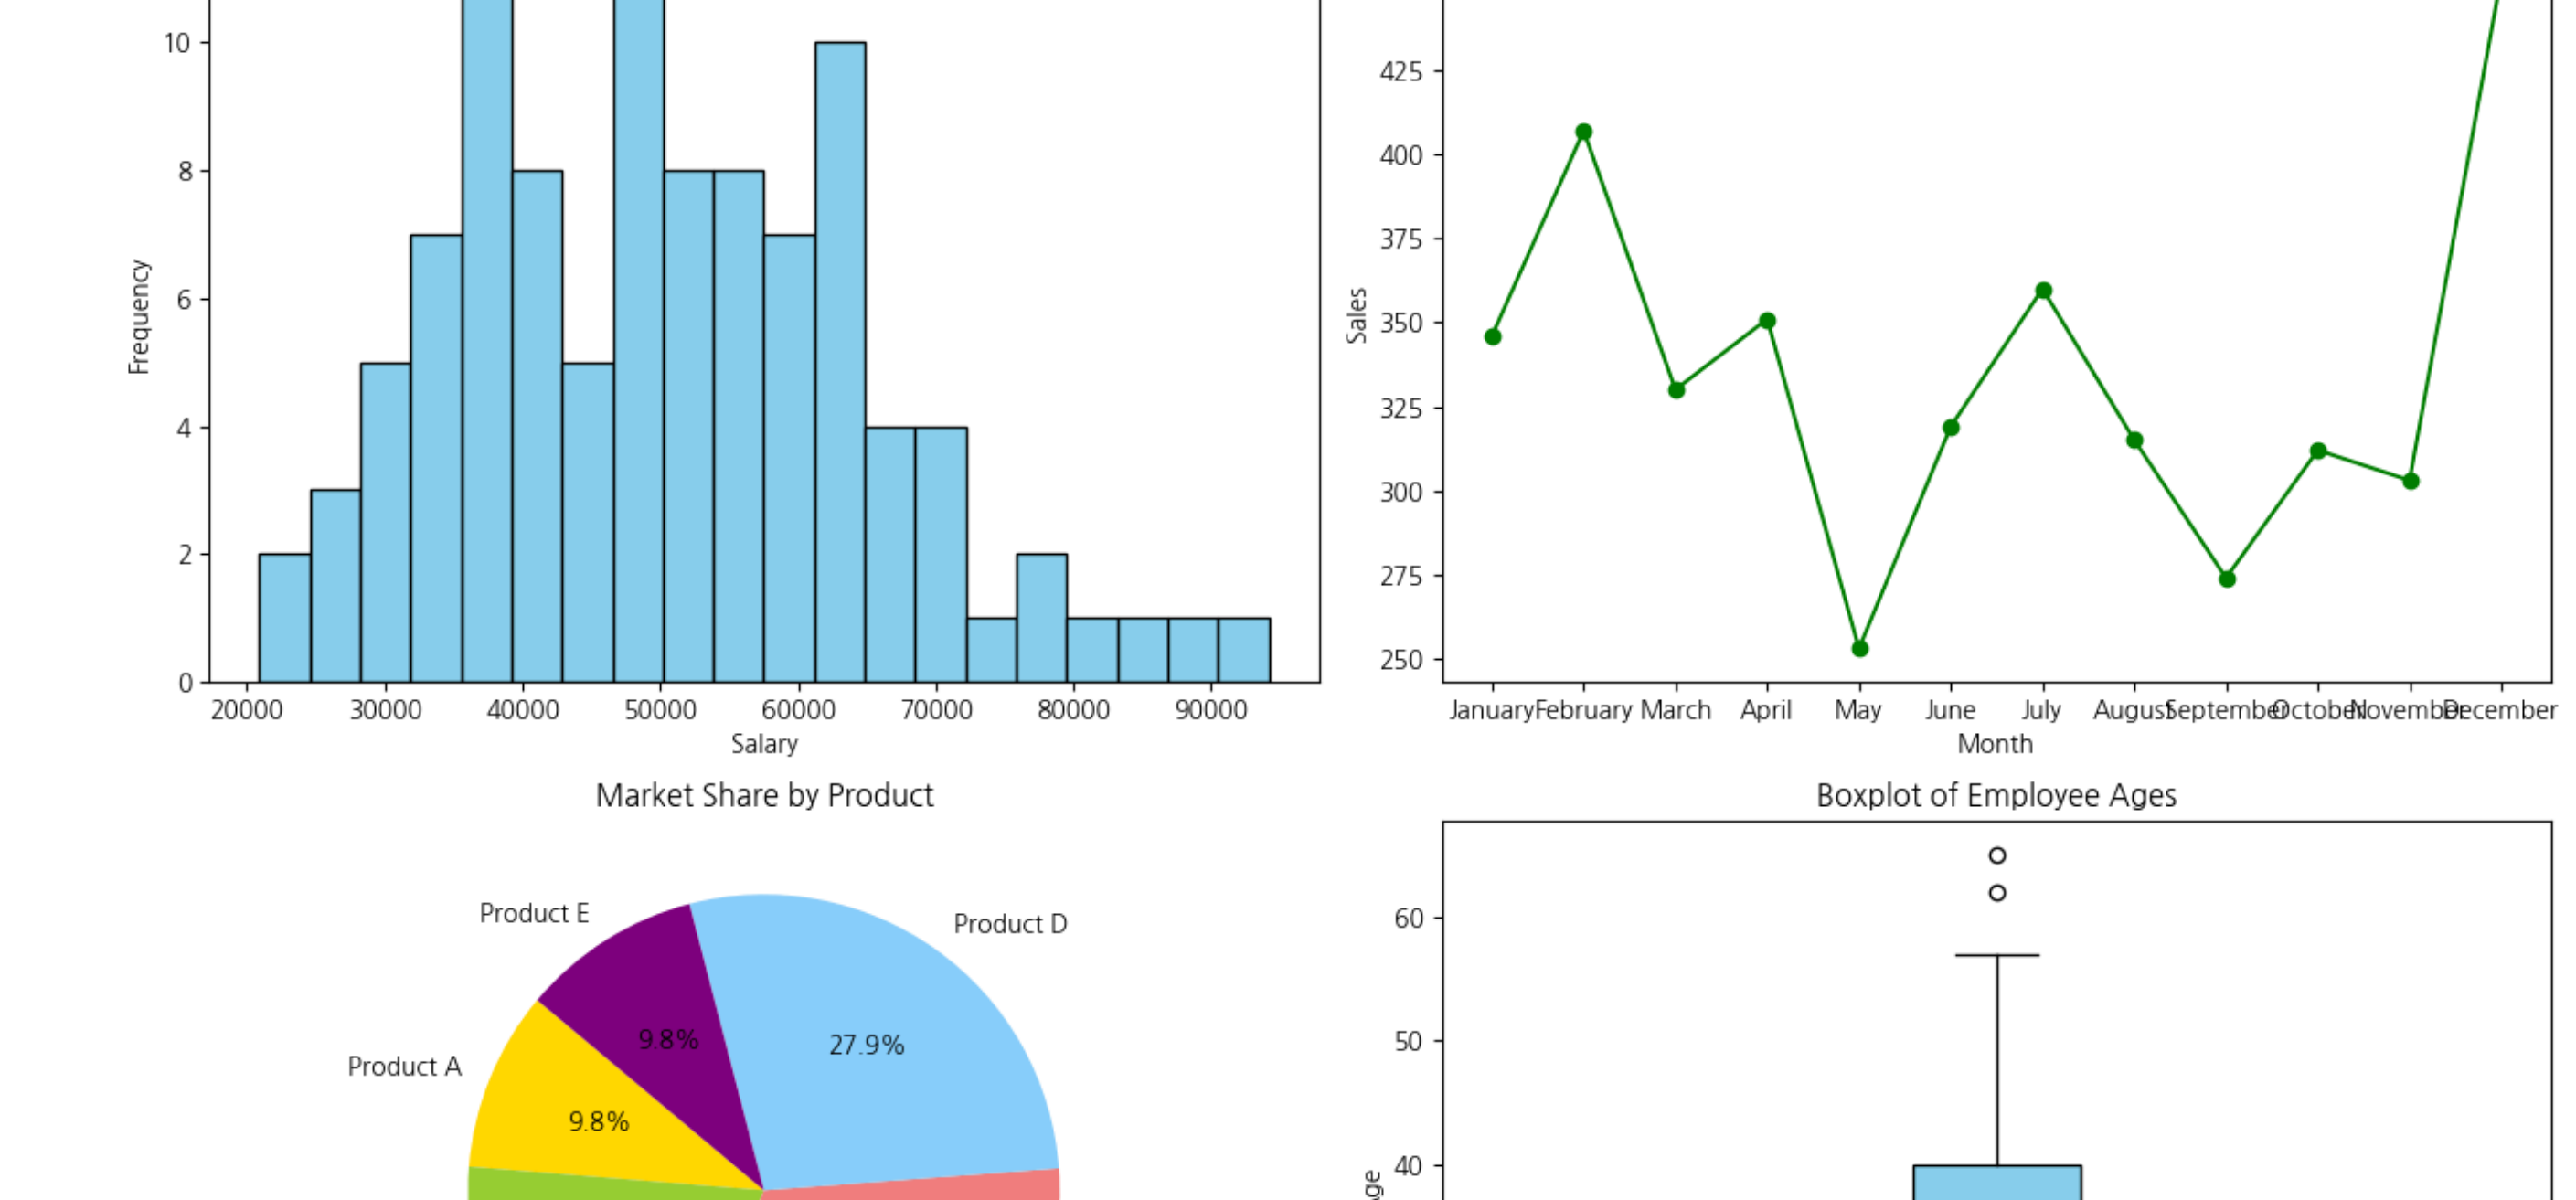 10
8
6
4
2
0
Frequency
20000 30000 40000 50000 60000 70000 80000 90000
Salary
425
400
375
350
325
300
275
250
Sales
January February March April May June July August September October November December
Month
Market Share by Product
Product E
Product D
9.8%
27.9%
Product A
9.8%
Boxplot of Employee Ages
60
50
40